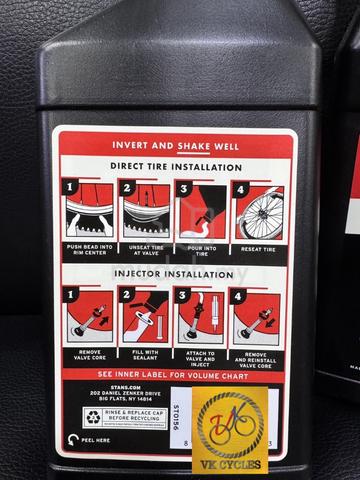 INVERT AND SHAKE WELL
DIRECT TIRE INSTALLATION
1 2 3 4
PUSH BEAD INTO RIM CENTER
UNSEAT TIRE AT VALVE
POUR INTO TIRE
RESEAT TIRE
INJECTOR INSTALLATION
1 2 3 4
REMOVE VALVE CORE
FILL WITH SEALANT
ATTACH TO VALVE AND INJECT
REMOVE AND REINSTALL VALVE CORE
SEE INNER LABEL FOR VOLUME CHART
STANS.COM
202 DANIEL ZENKER DRIVE
BIG FLATS, NY 14814
RINSE & REPLACE CAP
BEFORE RECYCLING
PEEL HERE
ST0156
8
3
VK CYCLES